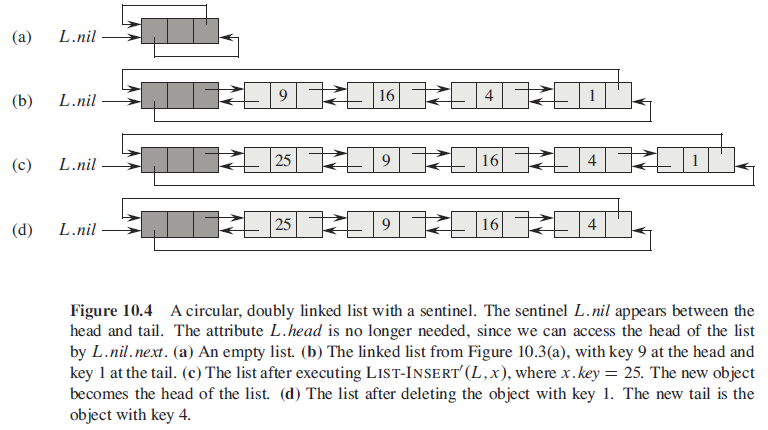 (a) L.nil
(b) L.nil 9 16 4 1
(c) L.nil 25 9 16 4 1
(d) L.nil 25 9 16 4
Figure 10.4 A circular, doubly linked list with a sentinel. The sentinel L.nil appears between the
head and tail. The attribute L.head is no longer needed, since we can access the head of the list
by L.nil.next. (a) An empty list. (b) The linked list from Figure 10.3(a), with key 9 at the head and
key 1 at the tail. (c) The list after executing LIST-INSERT′(L, x), where x.key = 25. The new object
becomes the head of the list. (d) The list after deleting the object with key 1. The new tail is the
object with key 4.